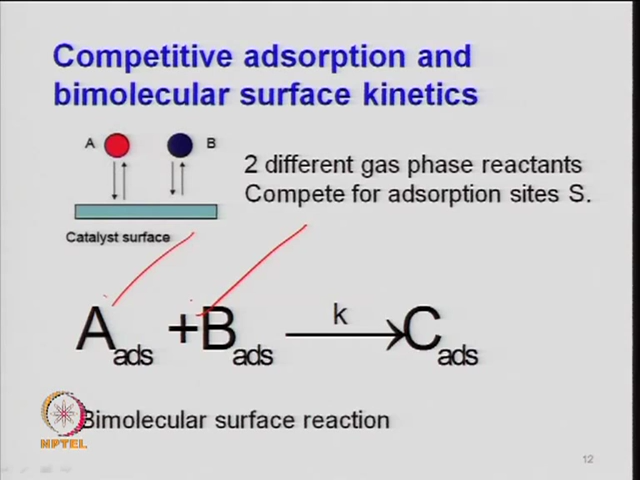 Competitive adsorption and
bimolecular surface kinetics
A B
2 different gas phase reactants
Compete for adsorption sites S.
Catalyst surface
A ads + B ads k → C ads
Bimolecular surface reaction
NPTEL
12